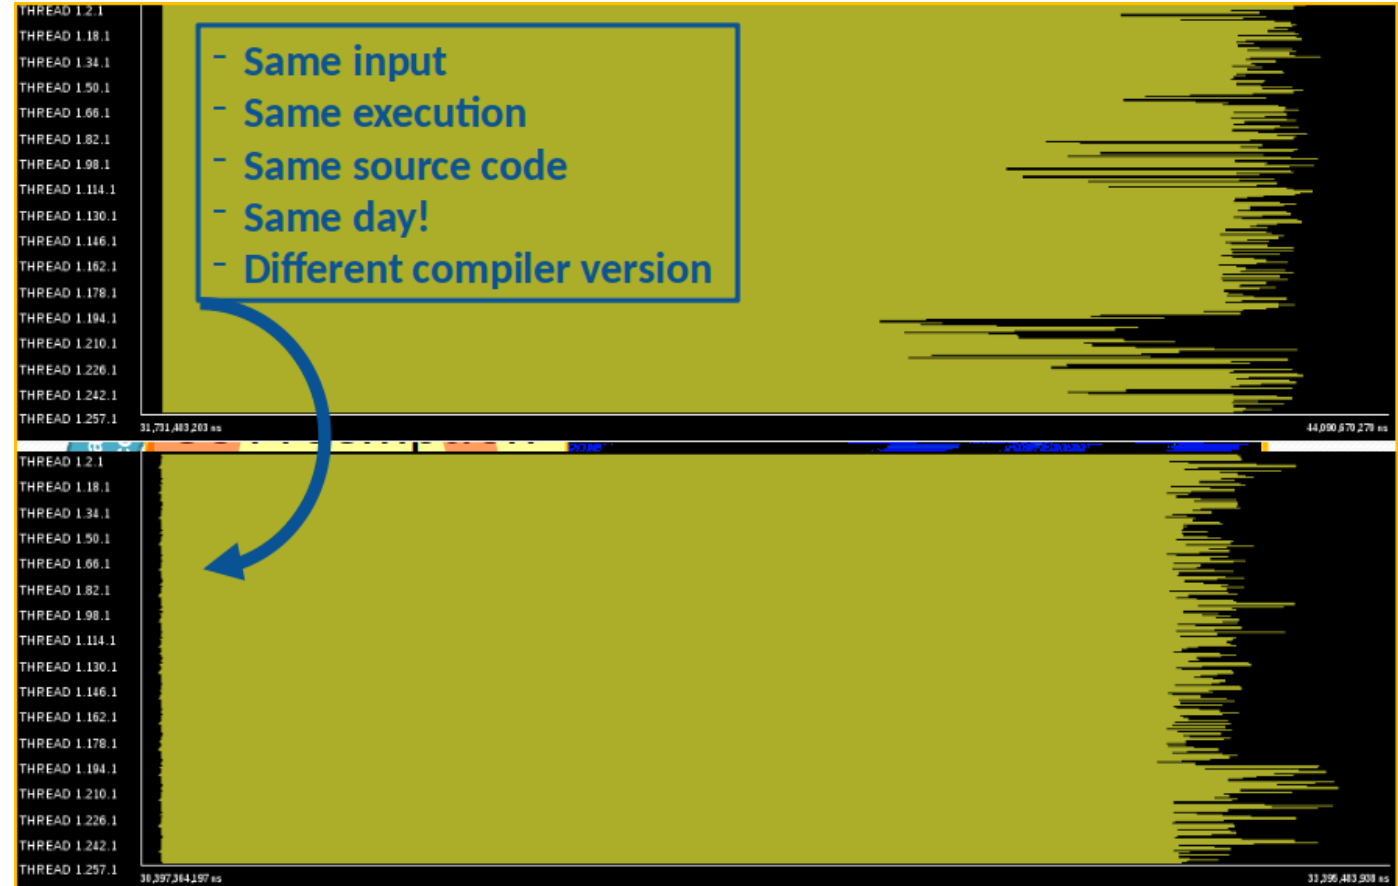 THREAD 1.2.1
THREAD 1.18.1
THREAD 1.34.1
THREAD 1.50.1
THREAD 1.66.1
THREAD 1.82.1
THREAD 1.98.1
THREAD 1.114.1
THREAD 1.130.1
THREAD 1.146.1
THREAD 1.162.1
THREAD 1.178.1
THREAD 1.194.1
THREAD 1.210.1
THREAD 1.226.1
THREAD 1.242.1
THREAD 1.257.1
- Same input
- Same execution
- Same source code
- Same day!
- Different compiler version
31,731,403,203 ns
44,090,670,270 ns
THREAD 1.2.1
THREAD 1.18.1
THREAD 1.34.1
THREAD 1.50.1
THREAD 1.66.1
THREAD 1.82.1
THREAD 1.98.1
THREAD 1.114.1
THREAD 1.130.1
THREAD 1.146.1
THREAD 1.162.1
THREAD 1.178.1
THREAD 1.194.1
THREAD 1.210.1
THREAD 1.226.1
THREAD 1.242.1
THREAD 1.257.1
30,397,364,197 ns